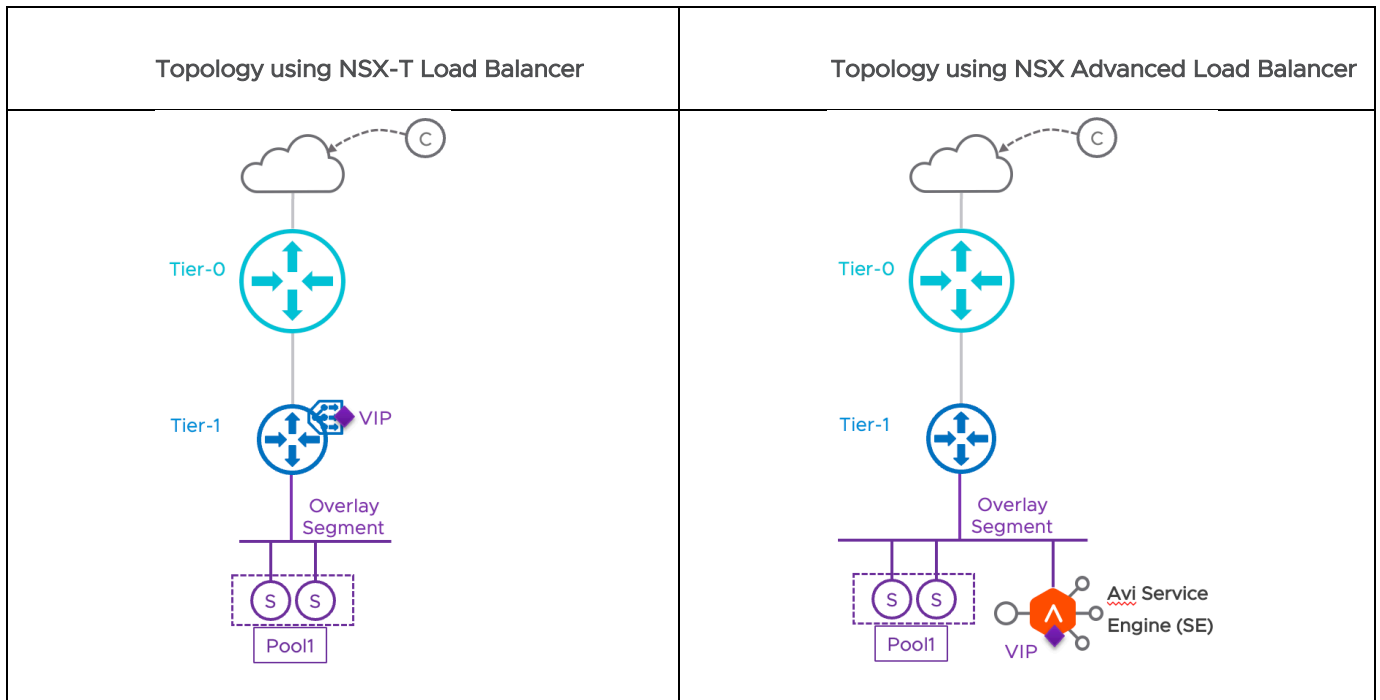 Topology using NSX-T Load Balancer
Topology using NSX Advanced Load Balancer
C
Tier-0
Tier-1
VIP
Overlay
Segment
S
S
Pool1
C
Tier-0
Tier-1
Overlay
Segment
S
S
Pool1
Avi Service
Engine (SE)
VIP